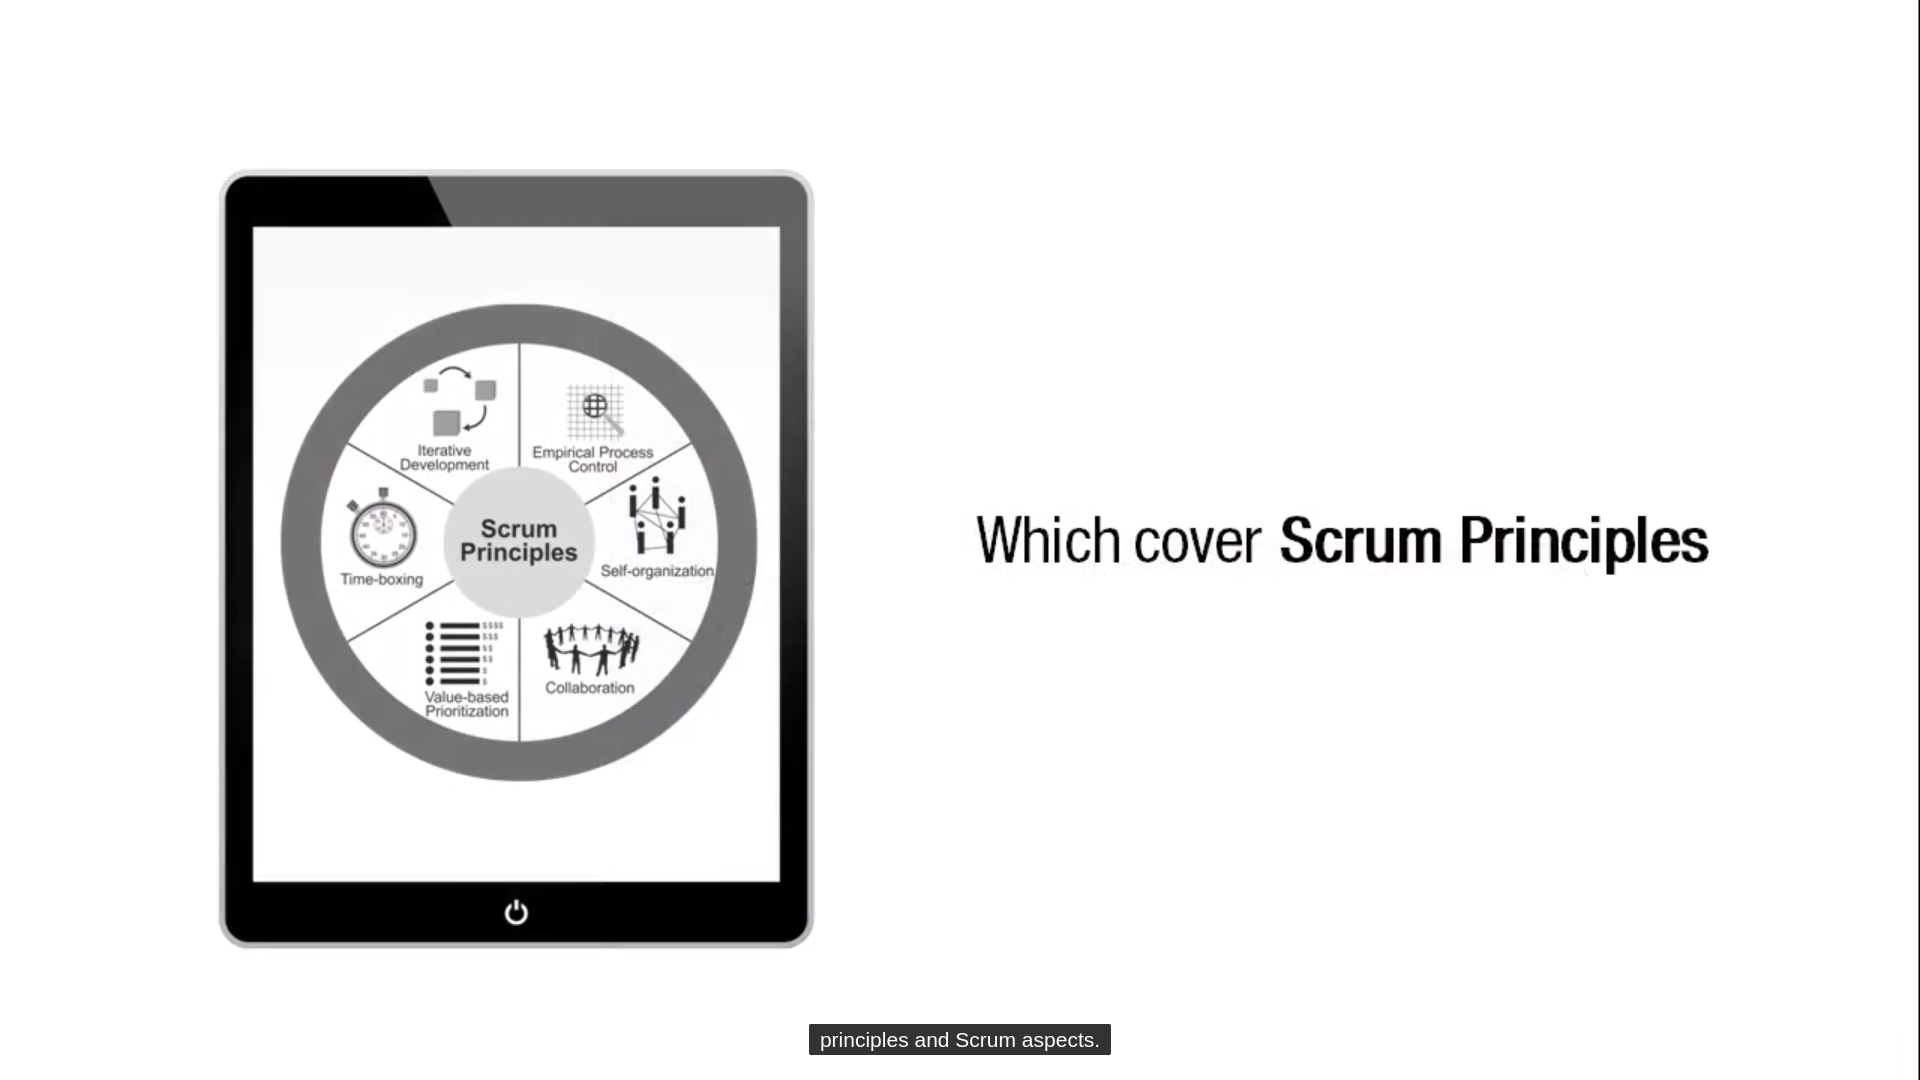 Iterative
Development
Empirical Process
Control
Time-boxing
Scrum
Principles
Self-organization
$$$$
$$$
$$
$$
$
$
Value-based
Prioritization
Collaboration
Which cover Scrum Principles
principles and Scrum aspects.